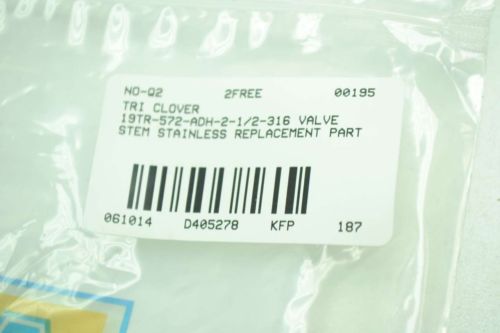 NO-Q2 2FREE 00195
TRI CLOVER
19TR-572-ADH-2-1/2-316 VALVE
STEM STAINLESS REPLACEMENT PART
061014 D405278 KFP 187